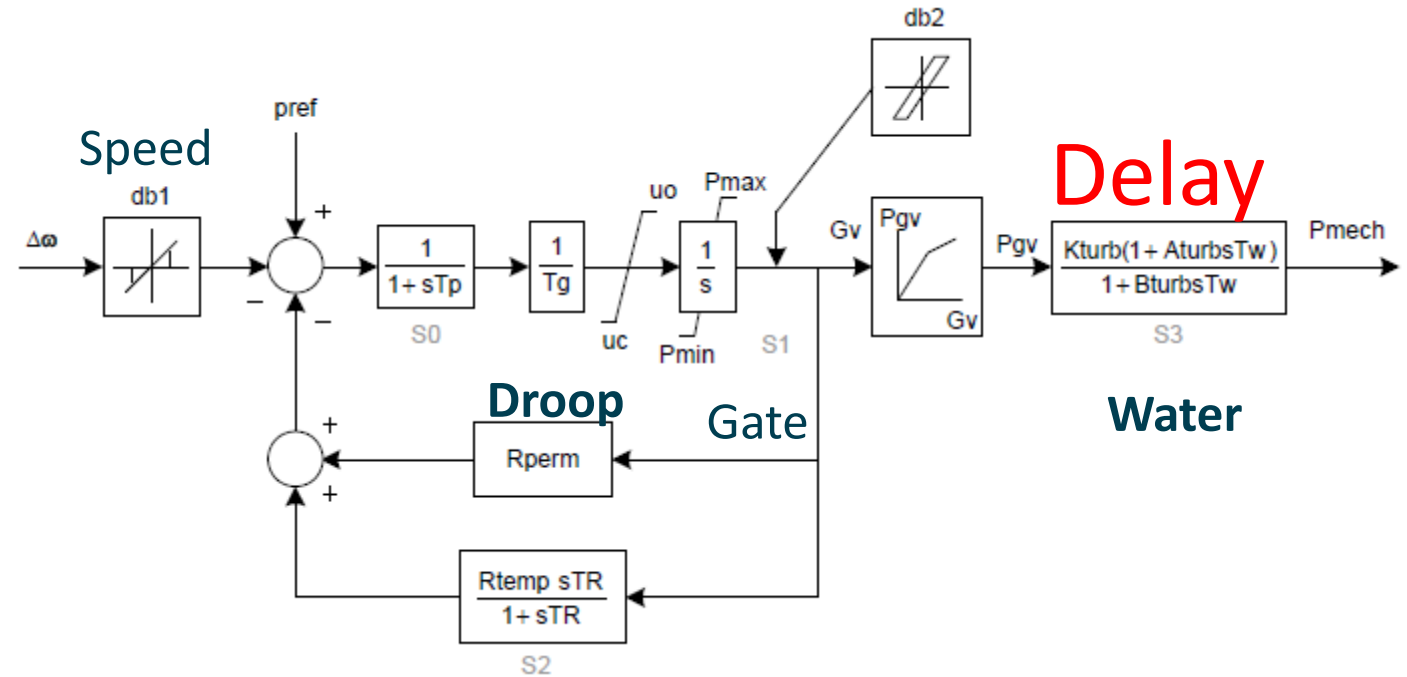 db2
pref
Speed
Delay
db1
uo
Pmax
Δω
+
−
1
1+ sTp
S0
1
Tg
uc
1
s
Pmin
S1
Gv
Pgv
Gv
Pgv
Kturb(1+ AturbsTw)
1+ BturbsTw
S3
Pmech
−
Droop
Gate
Water
+
Rperm
+
Rtemp sTR
1+ sTR
S2